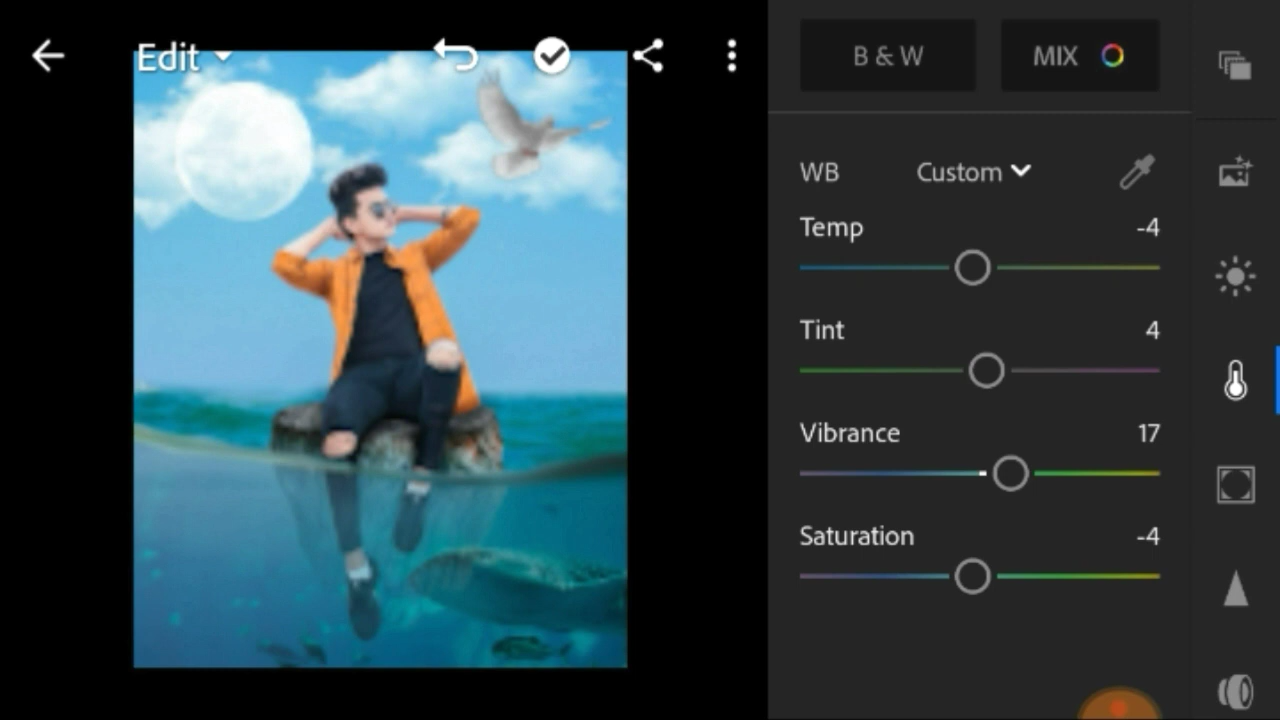 Edit
B & W
MIX
WB Custom
Temp -4
Tint 4
Vibrance 17
Saturation -4